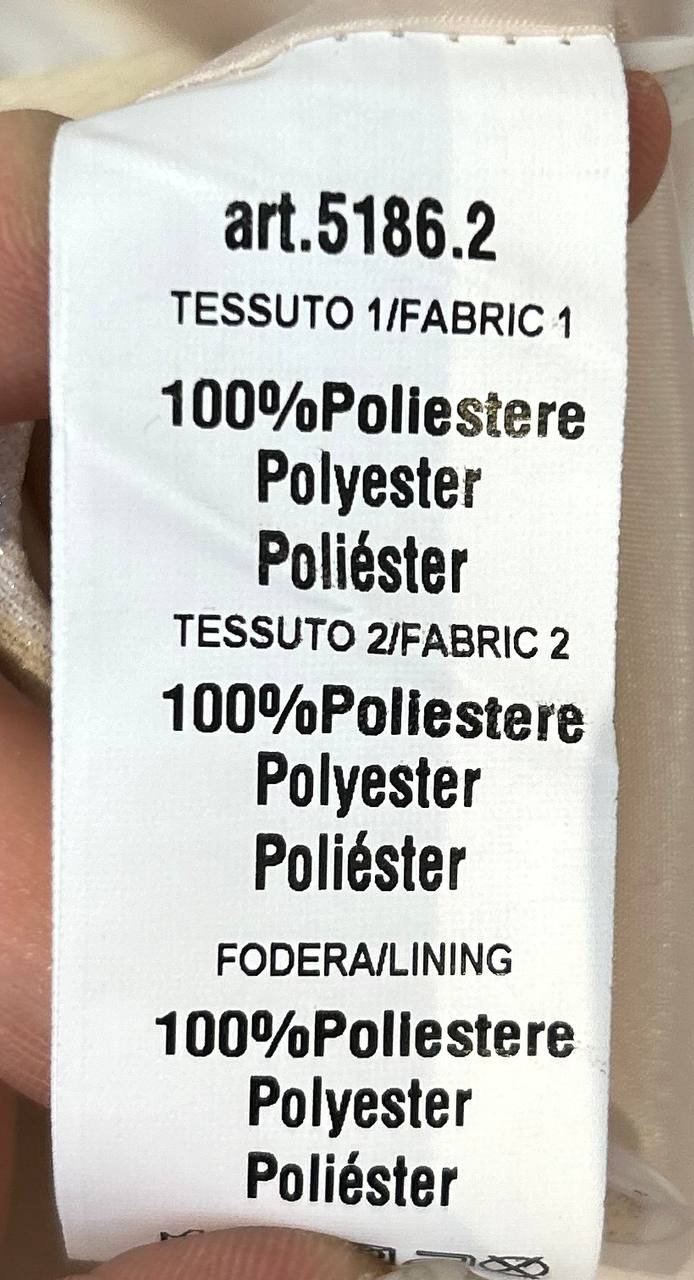 art.5186.2
TESSUTO 1/FABRIC 1
100%Poliestere
Polyester
Poliéster
TESSUTO 2/FABRIC 2
100%Poliestere
Polyester
Poliéster
FODERA/LINING
100%Poliestere
Polyester
Poliéster